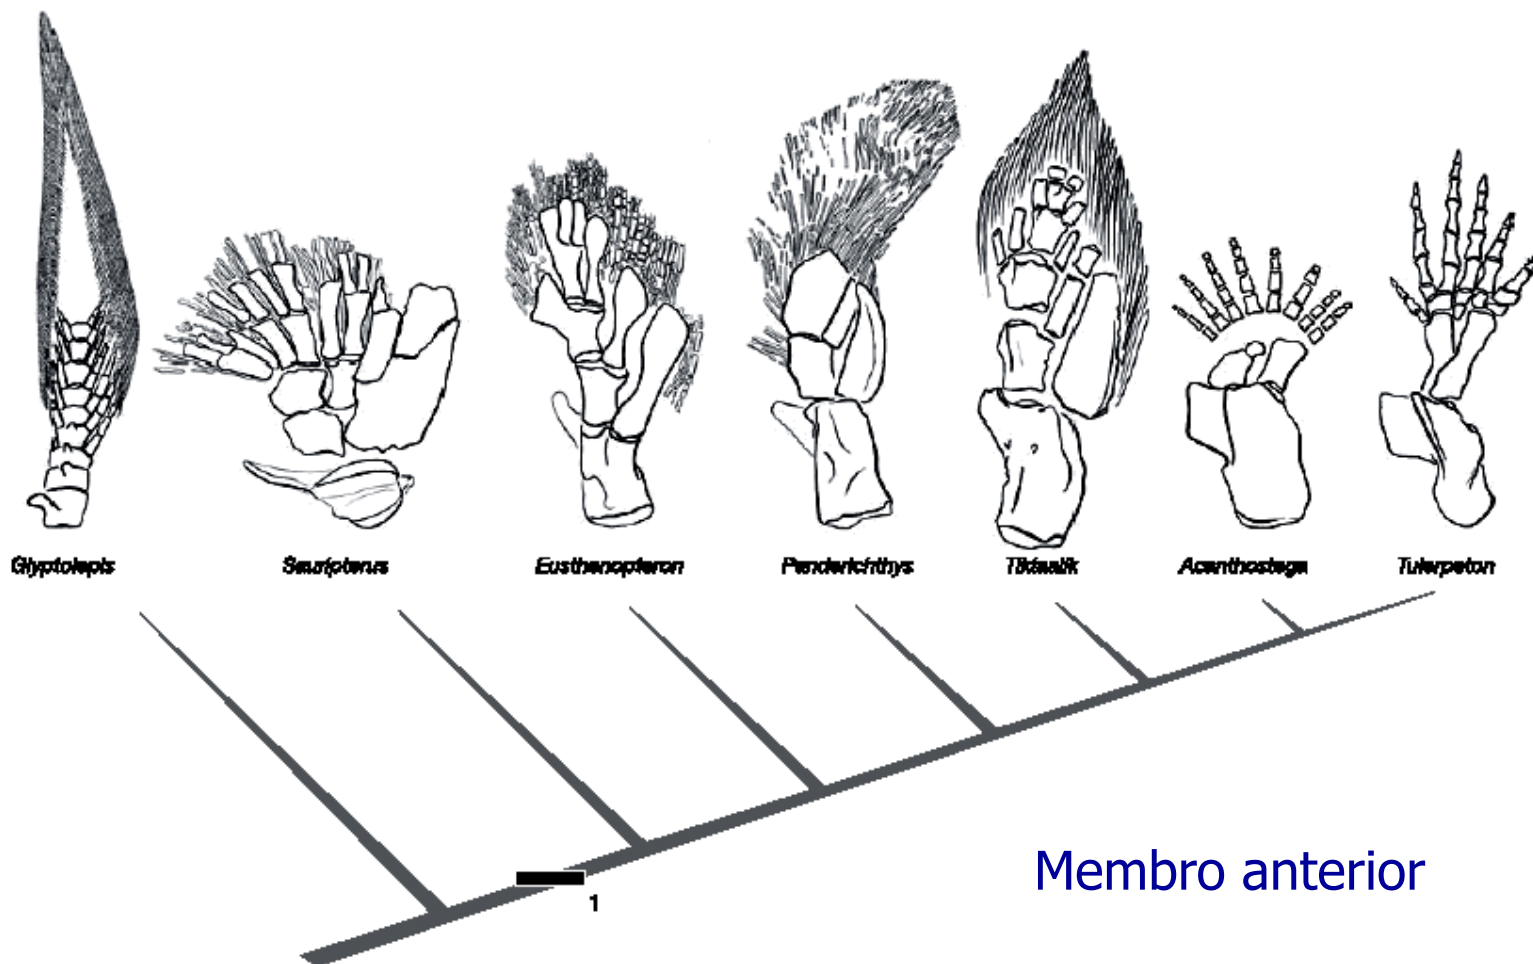 Glyptolepis
Sauripterus
Eusthenopteron
Panderichthys
Tiktaalik
Acanthostega
Tulerpeton
1
Membro anterior